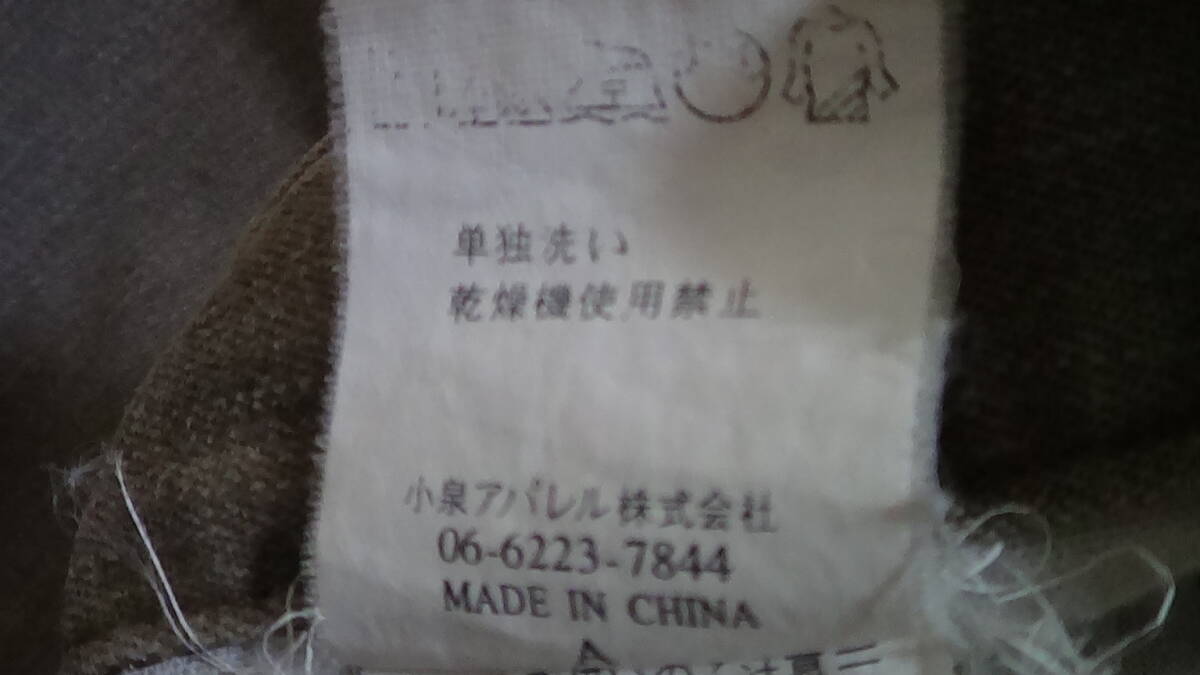 単独洗い
乾燥機使用禁止
小泉アパレル株式会社
06-6223-7844
MADE IN CHINA